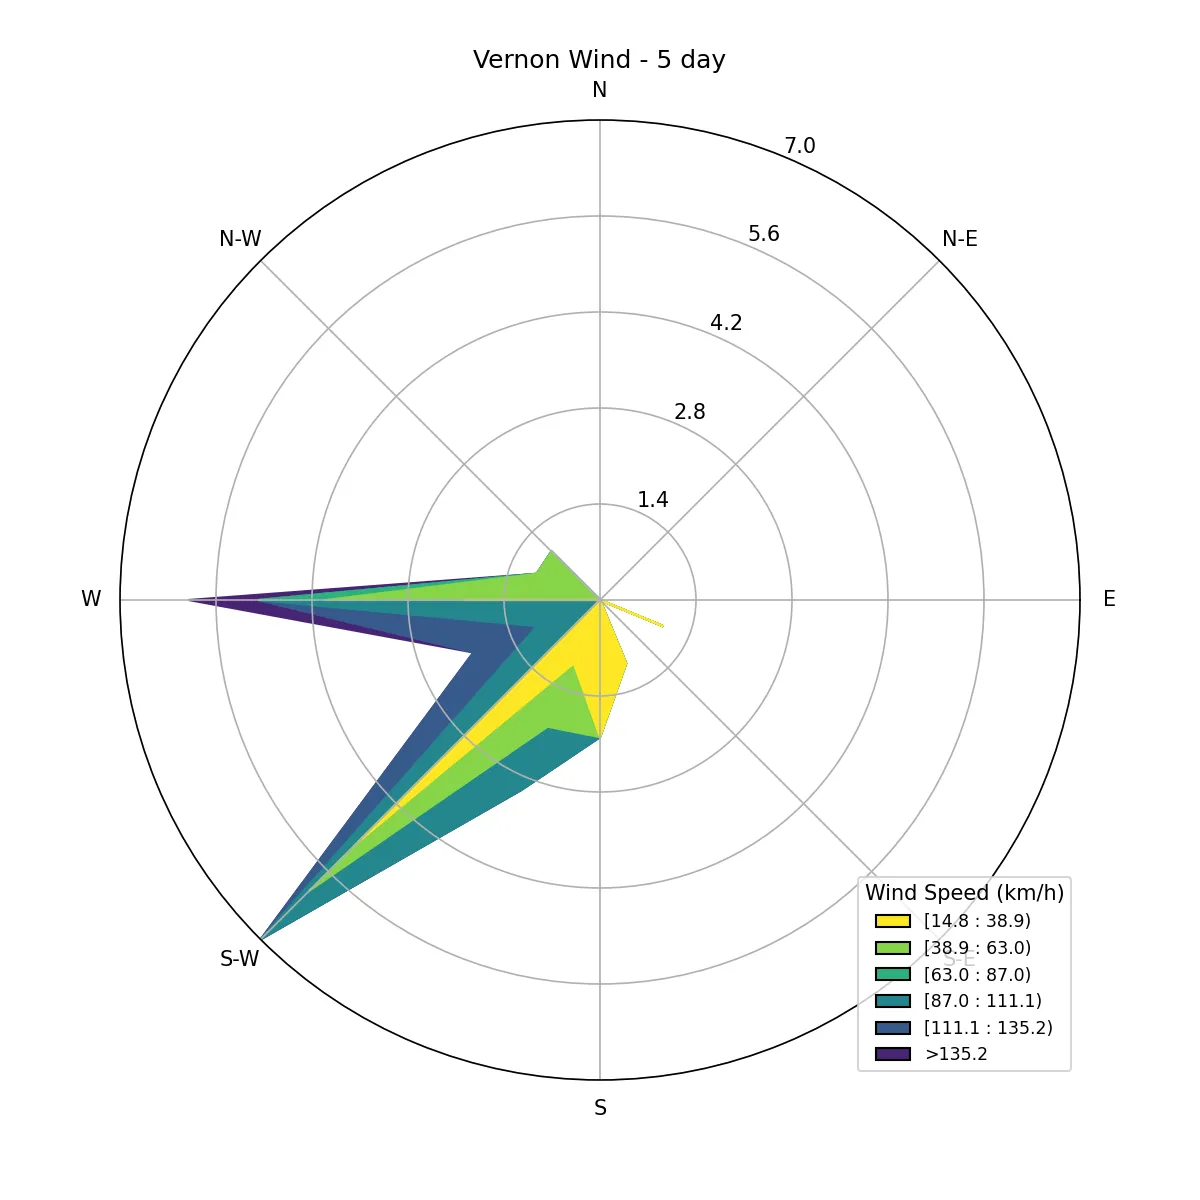 Vernon Wind - 5 day
N
7.0
N-W
5.6
N-E
4.2
2.8
1.4
W
E
S-W
S-E
S
Wind Speed (km/h)
[14.8 : 38.9)
[38.9 : 63.0)
[63.0 : 87.0)
[87.0 : 111.1)
[111.1 : 135.2)
>135.2